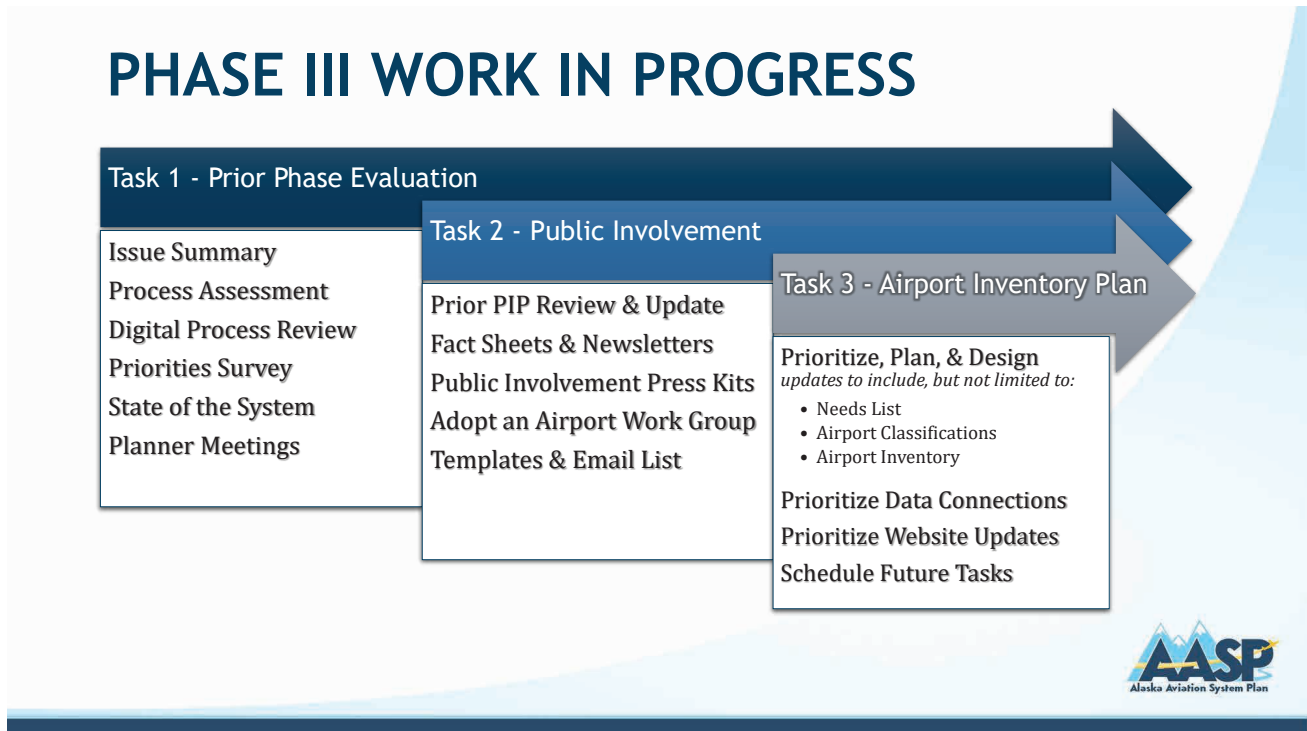 PHASE III WORK IN PROGRESS
Task 1 - Prior Phase Evaluation
Issue Summary
Process Assessment
Digital Process Review
Priorities Survey
State of the System
Planner Meetings
Task 2 - Public Involvement
Prior PIP Review & Update
Fact Sheets & Newsletters
Public Involvement Press Kits
Adopt an Airport Work Group
Templates & Email List
Task 3 - Airport Inventory Plan
Prioritize, Plan, & Design
updates to include, but not limited to:
• Needs List
• Airport Classifications
• Airport Inventory
Prioritize Data Connections
Prioritize Website Updates
Schedule Future Tasks
AASP
Alaska Aviation System Plan